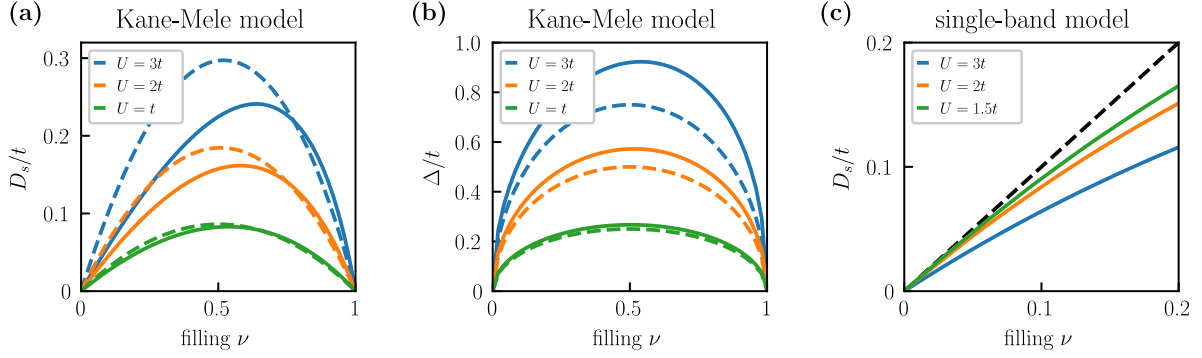 (a)
Kane-Mele model
D_s/t
0.3
0.2
0.1
0
U = 3t
U = 2t
U = t
0
0.5
1
filling ν
(b)
Kane-Mele model
Δ/t
1.0
0.8
0.6
0.4
0.2
0
U = 3t
U = 2t
U = t
0
0.5
1
filling ν
(c)
single-band model
D_s/t
0.2
0.1
0
U = 3t
U = 2t
U = 1.5t
0
0.1
0.2
filling ν